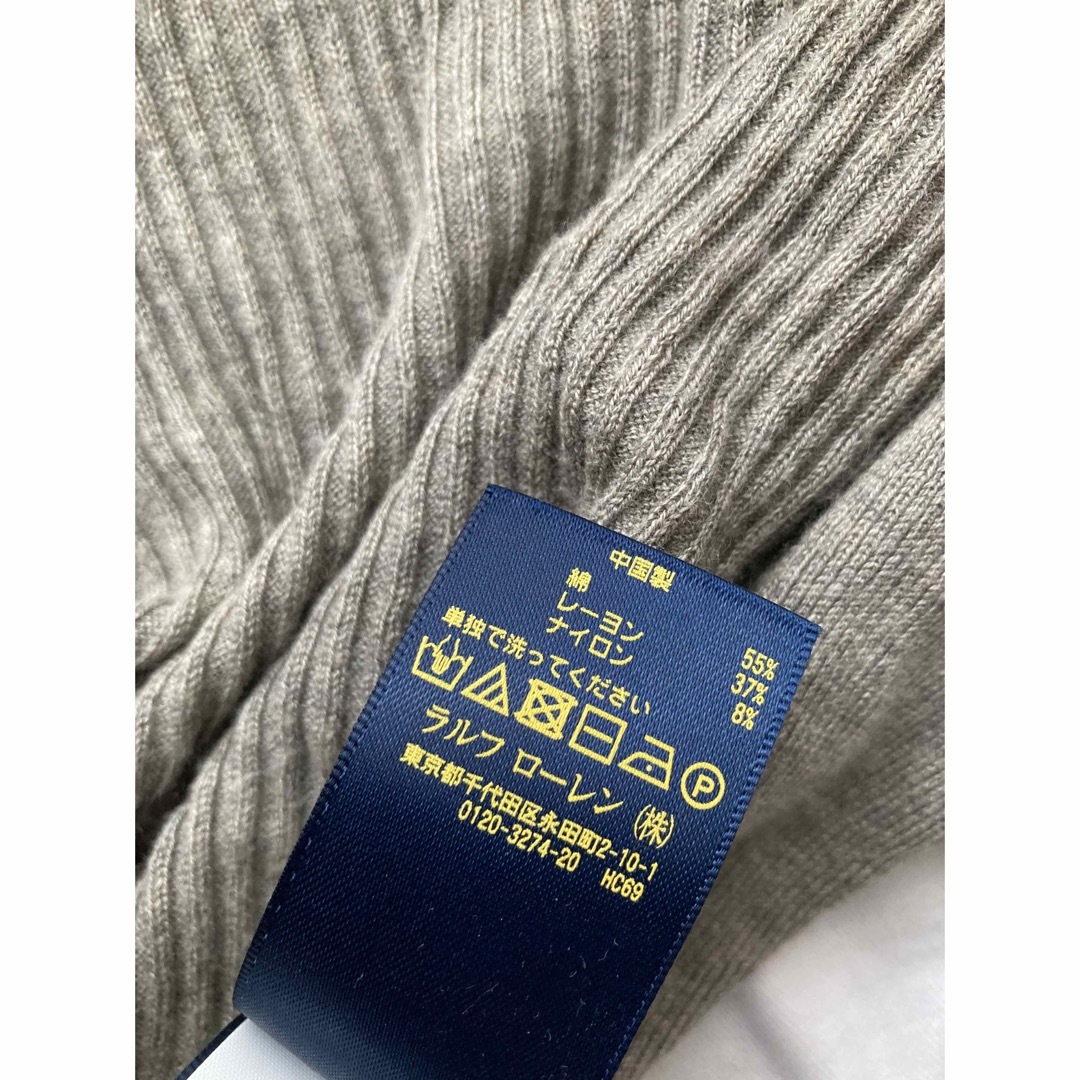 中国製
綿 55%
レーヨン 37%
ナイロン 8%
単独で洗ってください
P
ラルフ ローレン (株)
東京都千代田区永田町2-10-1
0120-3274-20 HC69